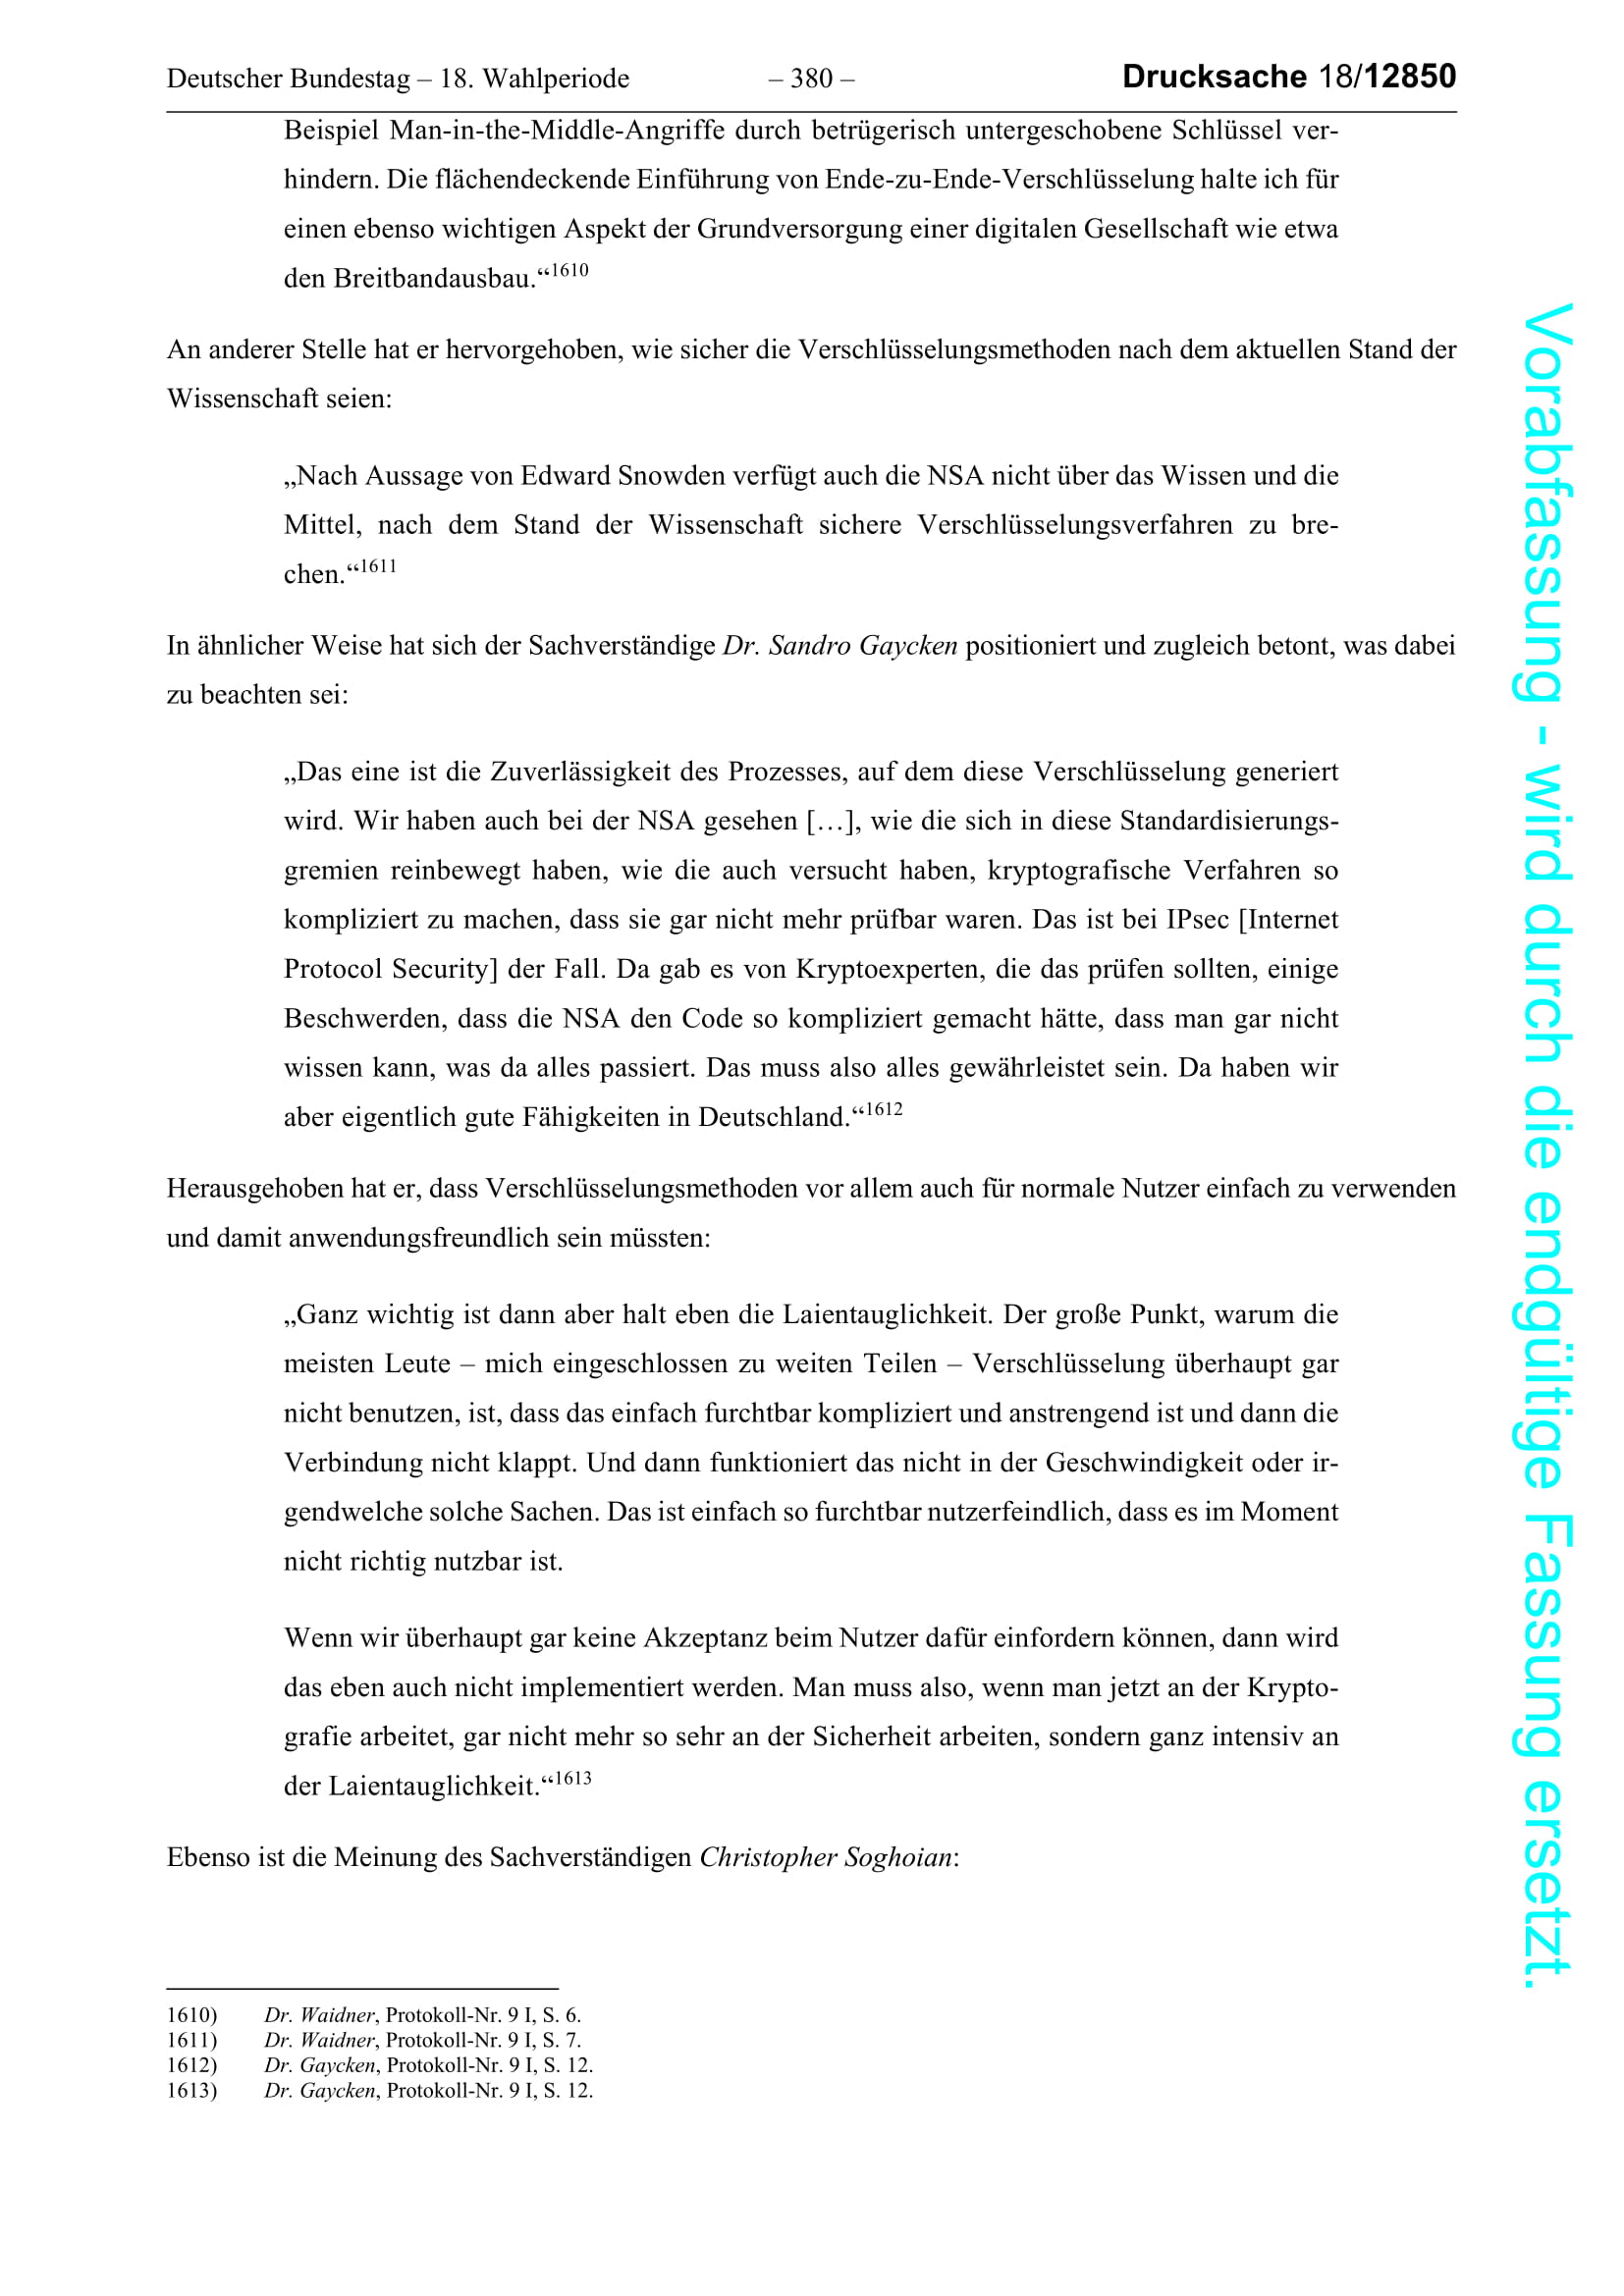 Deutscher Bundestag – 18. Wahlperiode – 380 – Drucksache 18/12850
Beispiel Man-in-the-Middle-Angriffe durch betrügerisch untergeschobene Schlüssel ver-
hindern. Die flächendeckende Einführung von Ende-zu-Ende-Verschlüsselung halte ich für
einen ebenso wichtigen Aspekt der Grundversorgung einer digitalen Gesellschaft wie etwa
den Breitbandausbau.“1610
An anderer Stelle hat er hervorgehoben, wie sicher die Verschlüsselungsmethoden nach dem aktuellen Stand der
Wissenschaft seien:
„Nach Aussage von Edward Snowden verfügt auch die NSA nicht über das Wissen und die
Mittel, nach dem Stand der Wissenschaft sichere Verschlüsselungsverfahren zu bre-
chen.“1611
In ähnlicher Weise hat sich der Sachverständige Dr. Sandro Gaycken positioniert und zugleich betont, was dabei
zu beachten sei:
„Das eine ist die Zuverlässigkeit des Prozesses, auf dem diese Verschlüsselung generiert
wird. Wir haben auch bei der NSA gesehen […], wie die sich in diese Standardisierungs-
gremien reinbewegt haben, wie die auch versucht haben, kryptografische Verfahren so
kompliziert zu machen, dass sie gar nicht mehr prüfbar waren. Das ist bei IPsec [Internet
Protocol Security] der Fall. Da gab es von Kryptoexperten, die das prüfen sollten, einige
Beschwerden, dass die NSA den Code so kompliziert gemacht hätte, dass man gar nicht
wissen kann, was da alles passiert. Das muss also alles gewährleistet sein. Da haben wir
aber eigentlich gute Fähigkeiten in Deutschland.“1612
Herausgehoben hat er, dass Verschlüsselungsmethoden vor allem auch für normale Nutzer einfach zu verwenden
und damit anwendungsfreundlich sein müssten:
„Ganz wichtig ist dann aber halt eben die Laientauglichkeit. Der große Punkt, warum die
meisten Leute – mich eingeschlossen zu weiten Teilen – Verschlüsselung überhaupt gar
nicht benutzen, ist, dass das einfach furchtbar kompliziert und anstrengend ist und dann die
Verbindung nicht klappt. Und dann funktioniert das nicht in der Geschwindigkeit oder ir-
gendwelche solche Sachen. Das ist einfach so furchtbar nutzerfeindlich, dass es im Moment
nicht richtig nutzbar ist.
Wenn wir überhaupt gar keine Akzeptanz beim Nutzer dafür einfordern können, dann wird
das eben auch nicht implementiert werden. Man muss also, wenn man jetzt an der Krypto-
grafie arbeitet, gar nicht mehr so sehr an der Sicherheit arbeiten, sondern ganz intensiv an
der Laientauglichkeit.“1613
Ebenso ist die Meinung des Sachverständigen Christopher Soghoian:
1610) Dr. Waidner, Protokoll-Nr. 9 I, S. 6.
1611) Dr. Waidner, Protokoll-Nr. 9 I, S. 7.
1612) Dr. Gaycken, Protokoll-Nr. 9 I, S. 12.
1613) Dr. Gaycken, Protokoll-Nr. 9 I, S. 12.
Vorabfassung - wird durch die endgültige Fassung ersetzt.